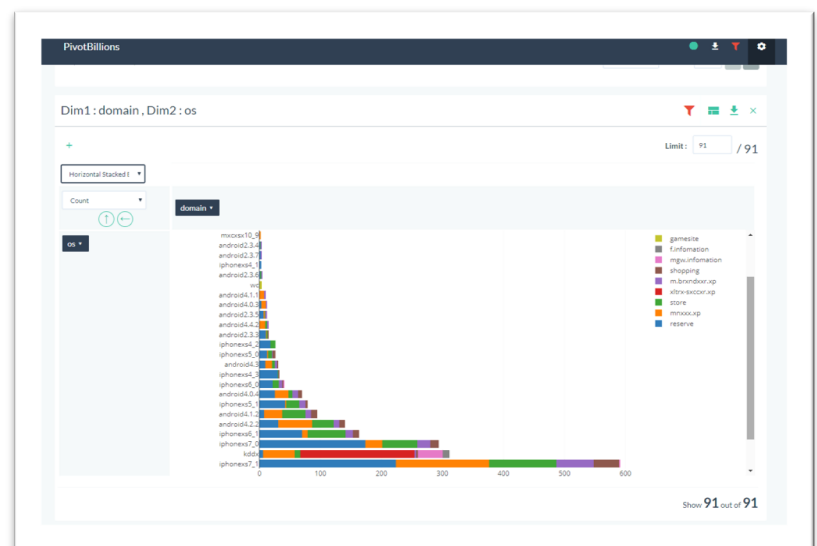 PivotBillions
Dim1 : domain , Dim2 : os
+
Limit : 91 / 91
Horizontal Stacked
Count
domain
os
mxcxsx10_9
android2.3.4
android2.3.7
iphonexs4_1
android2.3.6
android4.1.1
android4.0.3
android2.3.5
android4.4.2
android2.3.3
iphonexs4_2
iphonexs5_0
android4.3
iphonexs4_3
iphonexs6_0
android4.0.4
iphonexs5_1
android4.1.2
android4.2.2
iphonexs6_1
iphonexs7_0
kddx
iphonexs7_1
0 100 200 300 400 500 600
gamesite
f.infomation
mgw.infomation
shopping
m.brxndxxr.xp
xltrx-sxccxr.xp
store
mnxxx.xp
reserve
Show 91 out of 91